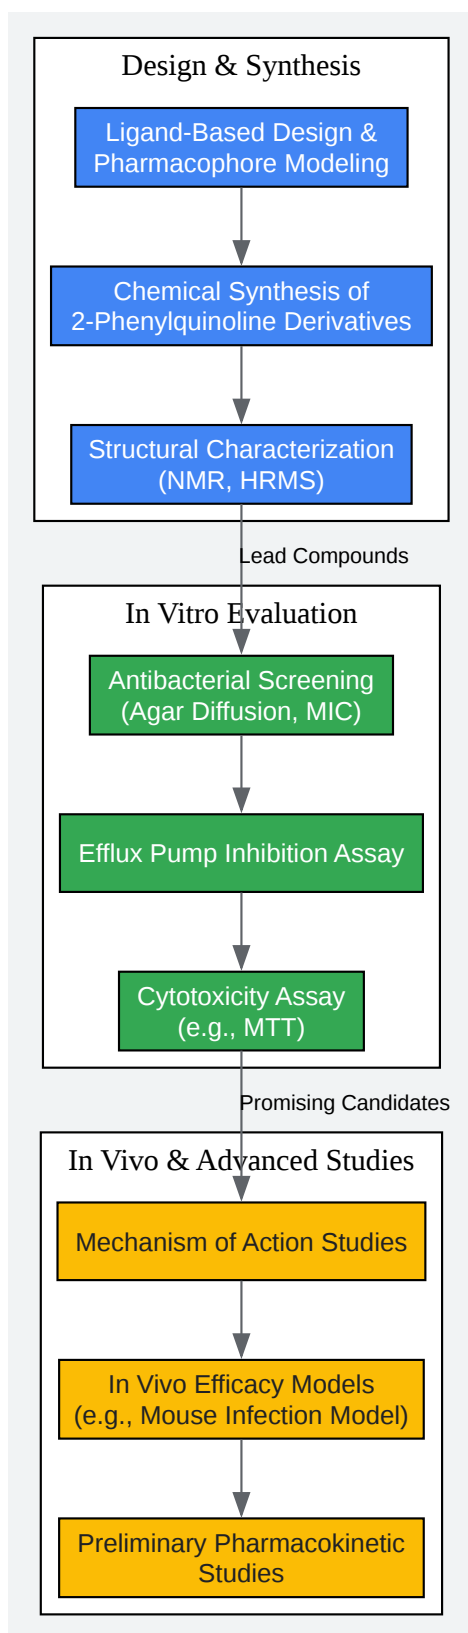 Design & Synthesis
Ligand-Based Design &
Pharmacophore Modeling
Chemical Synthesis of
2-Phenylquinoline Derivatives
Structural Characterization
(NMR, HRMS)
Lead Compounds
In Vitro Evaluation
Antibacterial Screening
(Agar Diffusion, MIC)
Efflux Pump Inhibition Assay
Cytotoxicity Assay
(e.g., MTT)
Promising Candidates
In Vivo & Advanced Studies
Mechanism of Action Studies
In Vivo Efficacy Models
(e.g., Mouse Infection Model)
Preliminary Pharmacokinetic
Studies